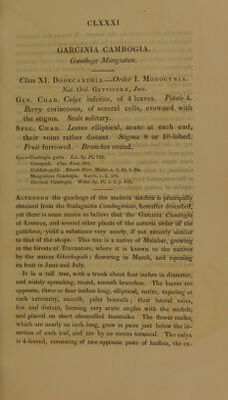 CLXXXI
GARCINIA CAMBOGIA.
Gamboge Mangostan.
Class XI. DODECANDRIA.—Order I. MONOGYNIA.
Nat. Ord. GUTTIFERÆ, Juss.
GEN. CHAR. Calyx inferior, of 4 leaves. Petals 4.
Berry coriaceous, of several cells, crowned with
the stigma. Seeds solitary.
SPEC. CHAR. Leaves elliptical, acute at each end,
their veins rather distant. Stigma 8 or 10-lobed.
Fruit furrowed. Branches round.
Syn.—Cambogia gutta. Lin. Sp. Pl. 728.
ALTHOUGH the gamboge of the materia medica is principally
obtained from the Stalagmitis Cambogioides, hereafter described,
yet there is some reason to believe that the Garcinia Cambogia
of Linnæus, and several other plants of the natural order of the
guttiferæ, yield a substance very nearly, if not entirely similar
to that of the shops. This tree is a native of Malabar, growing
in the forests of Travancore, where it is known to the natives
by the names Ghorkapuli: flowering in March, and ripening
its fruit in June and July.
It is a tall tree, with a trunk about four inches in diameter,
and widely spreading, round, smooth branches. The leaves are
opposite, three or four inches long, elliptical, entire, tapering at
each extremity, smooth, paler beneath; their lateral veins,
few and distant, forming very acute angles with the midrib,
and placed on short channelled footstalks. The flower stalks,
which are nearly an inch long, grow in pairs just below the in-
sertion of each leaf, and are by no means terminal. The calyx
is 4-leaved, consisting of two opposite pairs of leaflets, the ex-